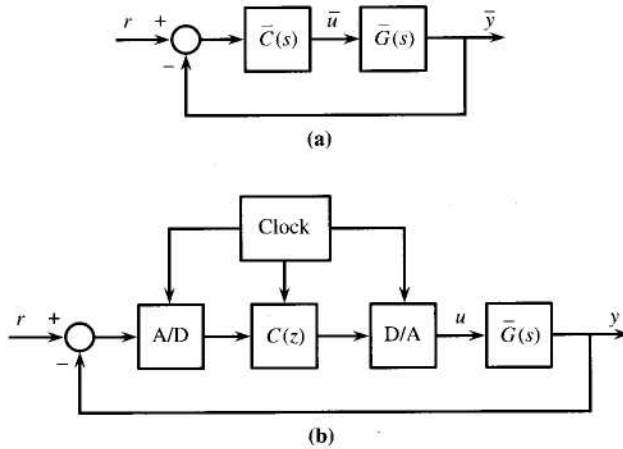 r + C̄(s) ū Ḡ(s) ȳ
−
(a)
Clock
r + A/D C(z) D/A u Ḡ(s) y
−
(b)